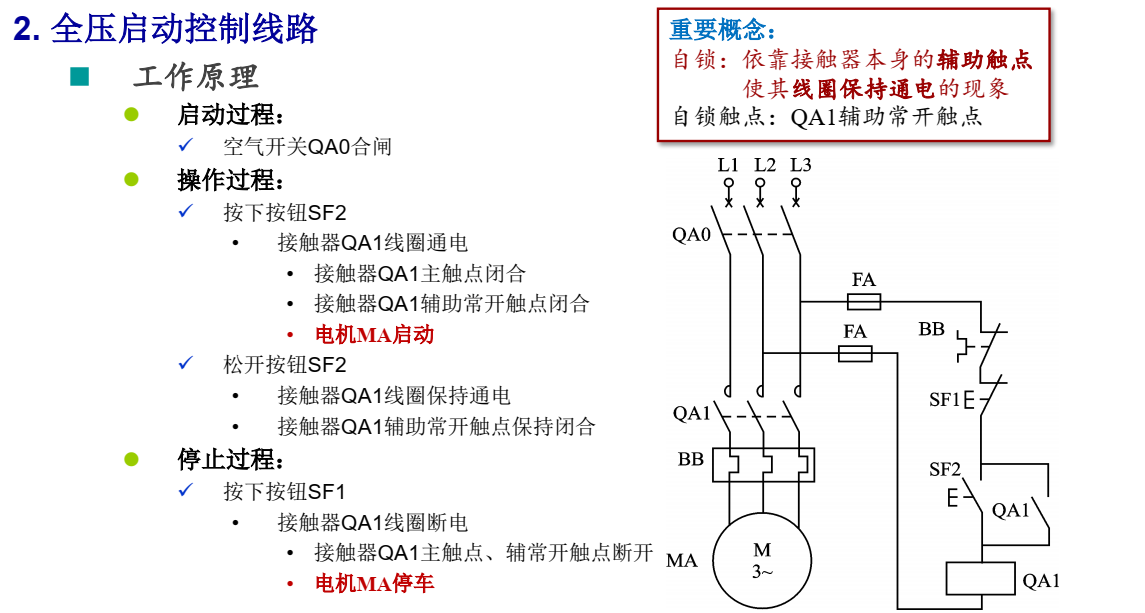 2. 全压启动控制线路
工作原理
启动过程：
空气开关QA0合闸
操作过程：
按下按钮SF2
接触器QA1线圈通电
接触器QA1主触点闭合
接触器QA1辅助常开触点闭合
电机MA启动
松开按钮SF2
接触器QA1线圈保持通电
接触器QA1辅助常开触点保持闭合
停止过程：
按下按钮SF1
接触器QA1线圈断电
接触器QA1主触点、辅常开触点断开
电机MA停车
重要概念：
自锁：依靠接触器本身的辅助触点
使其线圈保持通电的现象
自锁触点：QA1辅助常开触点
L1 L2 L3
QA0
FA
FA
BB
SF1
QA1
BB
SF2
QA1
MA
M
3~
QA1